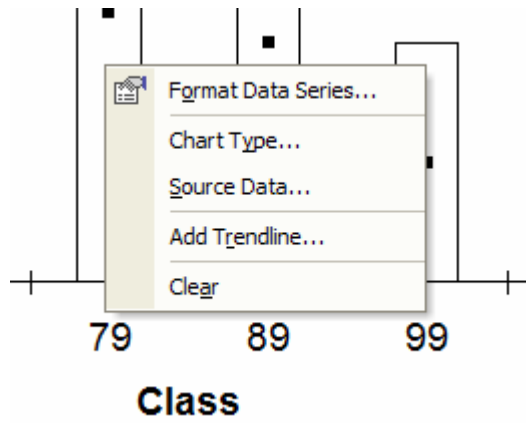 Format Data Series...
Chart Type...
Source Data...
Add Trendline...
Clear
79 89 99
Class